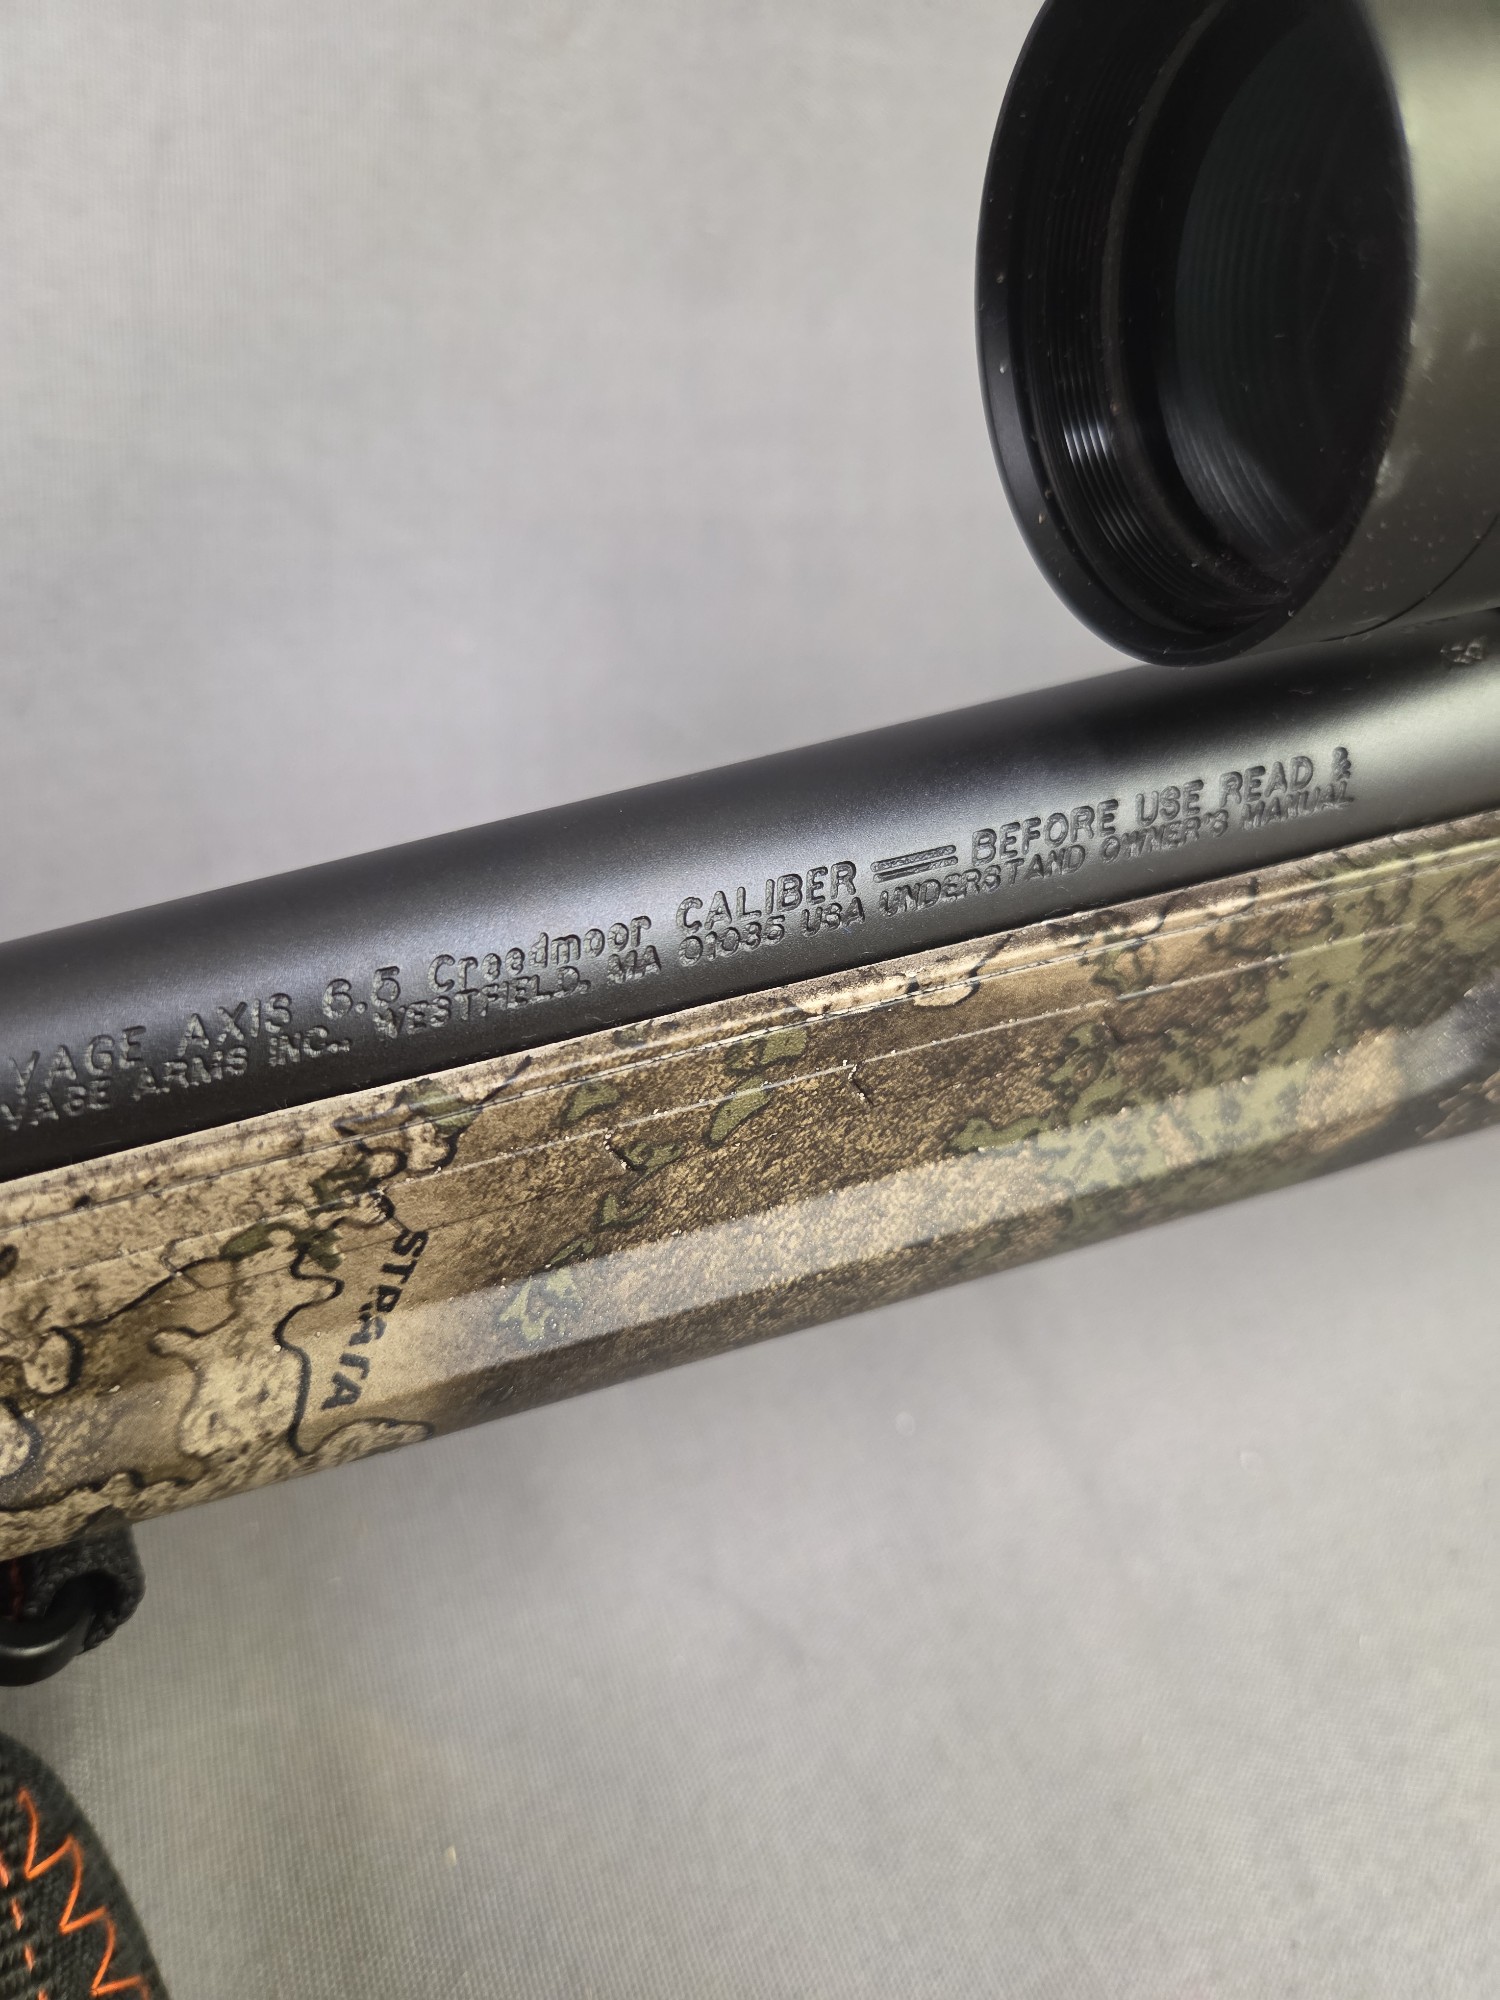 VAGE AXIS 6.5 Creedmoor CALIBER == BEFORE USE READ &
VAGE ARMS INC., WESTFIELD, MA 01085 USA UNDERSTAND OWNER'S MANUAL
STRATA